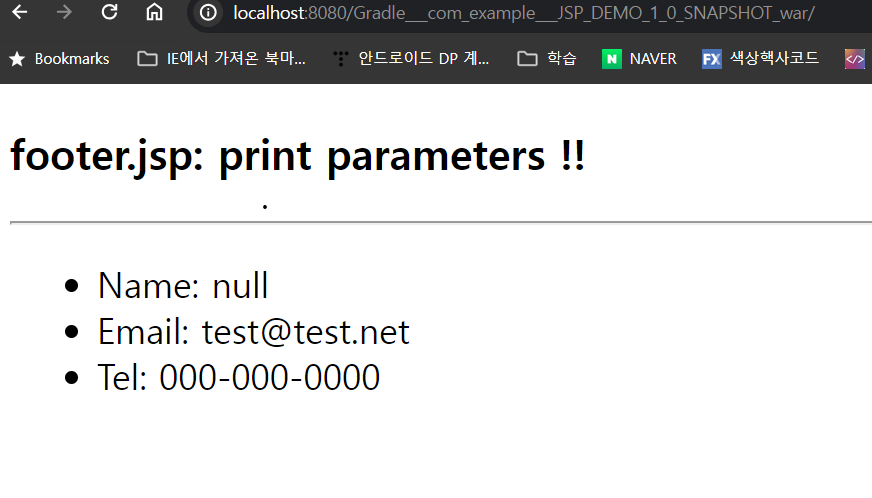 localhost:8080/Gradle___com_example___JSP_DEMO_1_0_SNAPSHOT_war/
Bookmarks IE에서 가져온 북마... 안드로이드 DP 계... 학습 N NAVER FX 색상핵사코드 </>
footer.jsp: print parameters !!
.
• Name: null
• Email: test@test.net
• Tel: 000-000-0000